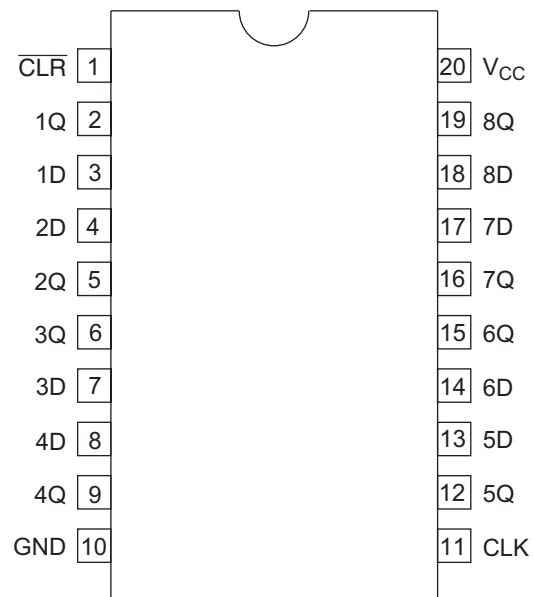 C̅L̅R̅ 1 20 VCC
1Q 2 19 8Q
1D 3 18 8D
2D 4 17 7D
2Q 5 16 7Q
3Q 6 15 6Q
3D 7 14 6D
4D 8 13 5D
4Q 9 12 5Q
GND 10 11 CLK